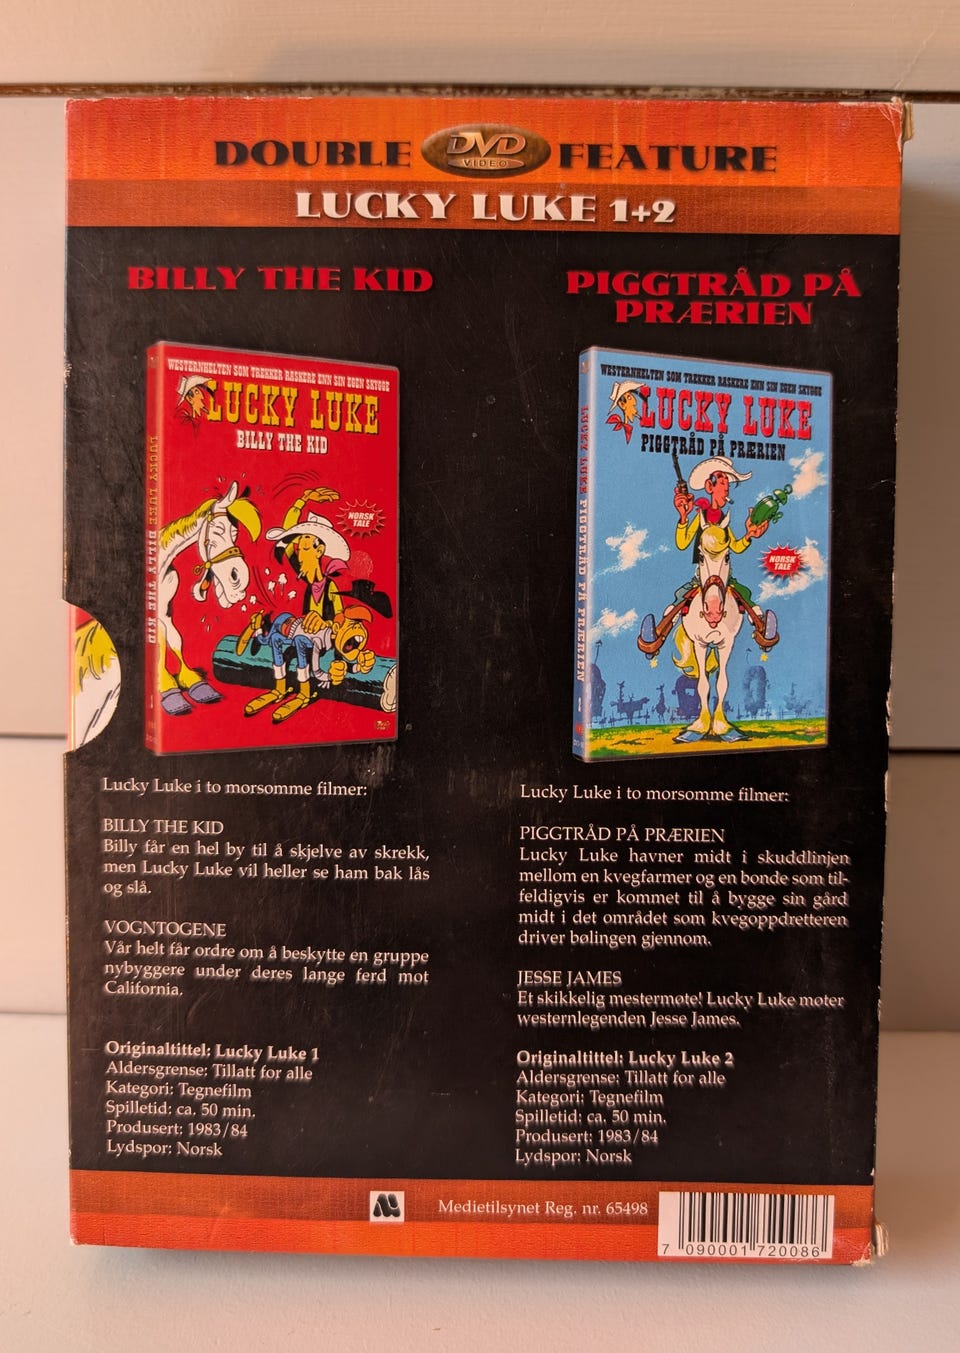 DOUBLE DVD VIDEO FEATURE
LUCKY LUKE 1+2
BILLY THE KID
WESTERNHELTEN SOM TREKKER RASKERE ENN SIN EGEN SKYGGE
LUCKY LUKE
BILLY THE KID
NORSK
TALE
LUCKY LUKE BILLY THE KID
1
Lucky Luke i to morsomme filmer:
BILLY THE KID
Billy får en hel by til å skjelve av skrekk,
men Lucky Luke vil heller se ham bak lås
og slå.
VOGNTOGENE
Vår helt får ordre om å beskytte en gruppe
nybyggere under deres lange ferd mot
California.
Originaltittel: Lucky Luke 1
Aldersgrense: Tillatt for alle
Kategori: Tegnefilm
Spilletid: ca. 50 min.
Produsert: 1983/84
Lydspor: Norsk
PIGGTRÅD PÅ
PRÆRIEN
WESTERNHELTEN SOM TREKKER RASKERE ENN SIN EGEN SKYGGE
LUCKY LUKE
PIGGTRÅD PÅ PRÆRIEN
NORSK
TALE
LUCKY LUKE PIGGTRÅD PÅ PRÆRIEN
2
Lucky Luke i to morsomme filmer:
PIGGTRÅD PÅ PRÆRIEN
Lucky Luke havner midt i skuddlinjen
mellom en kvegfarmer og en bonde som til-
feldigvis er kommet til å bygge sin gård
midt i det området som kvegoppdretteren
driver bølingen gjennom.
JESSE JAMES
Et skikkelig mestermøte! Lucky Luke møter
westernlegenden Jesse James.
Originaltittel: Lucky Luke 2
Aldersgrense: Tillatt for alle
Kategori: Tegnefilm
Spilletid: ca. 50 min.
Produsert: 1983/84
Lydspor: Norsk
Medietilsynet Reg. nr. 65498
7 090001 720086